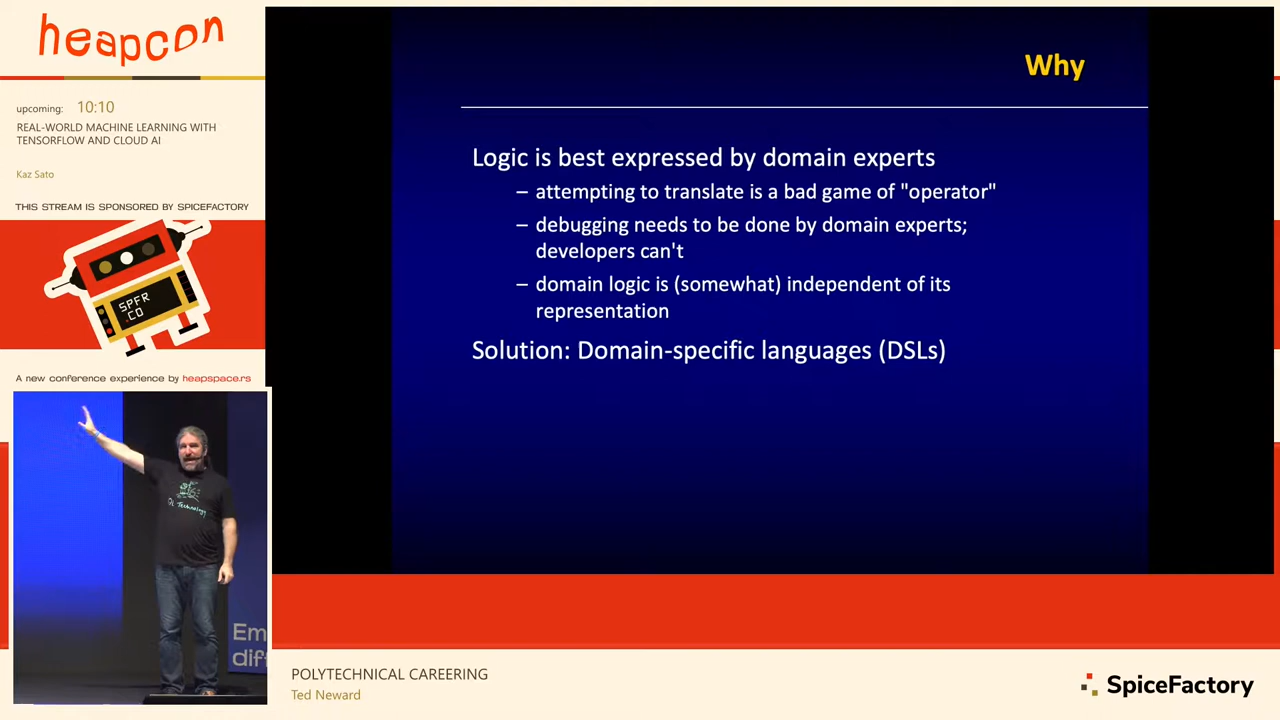 heapcon
upcoming: 10:10
REAL-WORLD MACHINE LEARNING WITH
TENSORFLOW AND CLOUD AI
Kaz Sato
THIS STREAM IS SPONSORED BY SPICEFACTORY
SPFR
.CO
A new conference experience by heapspace.rs
Why
Logic is best expressed by domain experts
– attempting to translate is a bad game of "operator"
– debugging needs to be done by domain experts;
developers can't
– domain logic is (somewhat) independent of its
representation
Solution: Domain-specific languages (DSLs)
Technology
Em
diff
POLYTECHNICAL CAREERING
Ted Neward
SpiceFactory